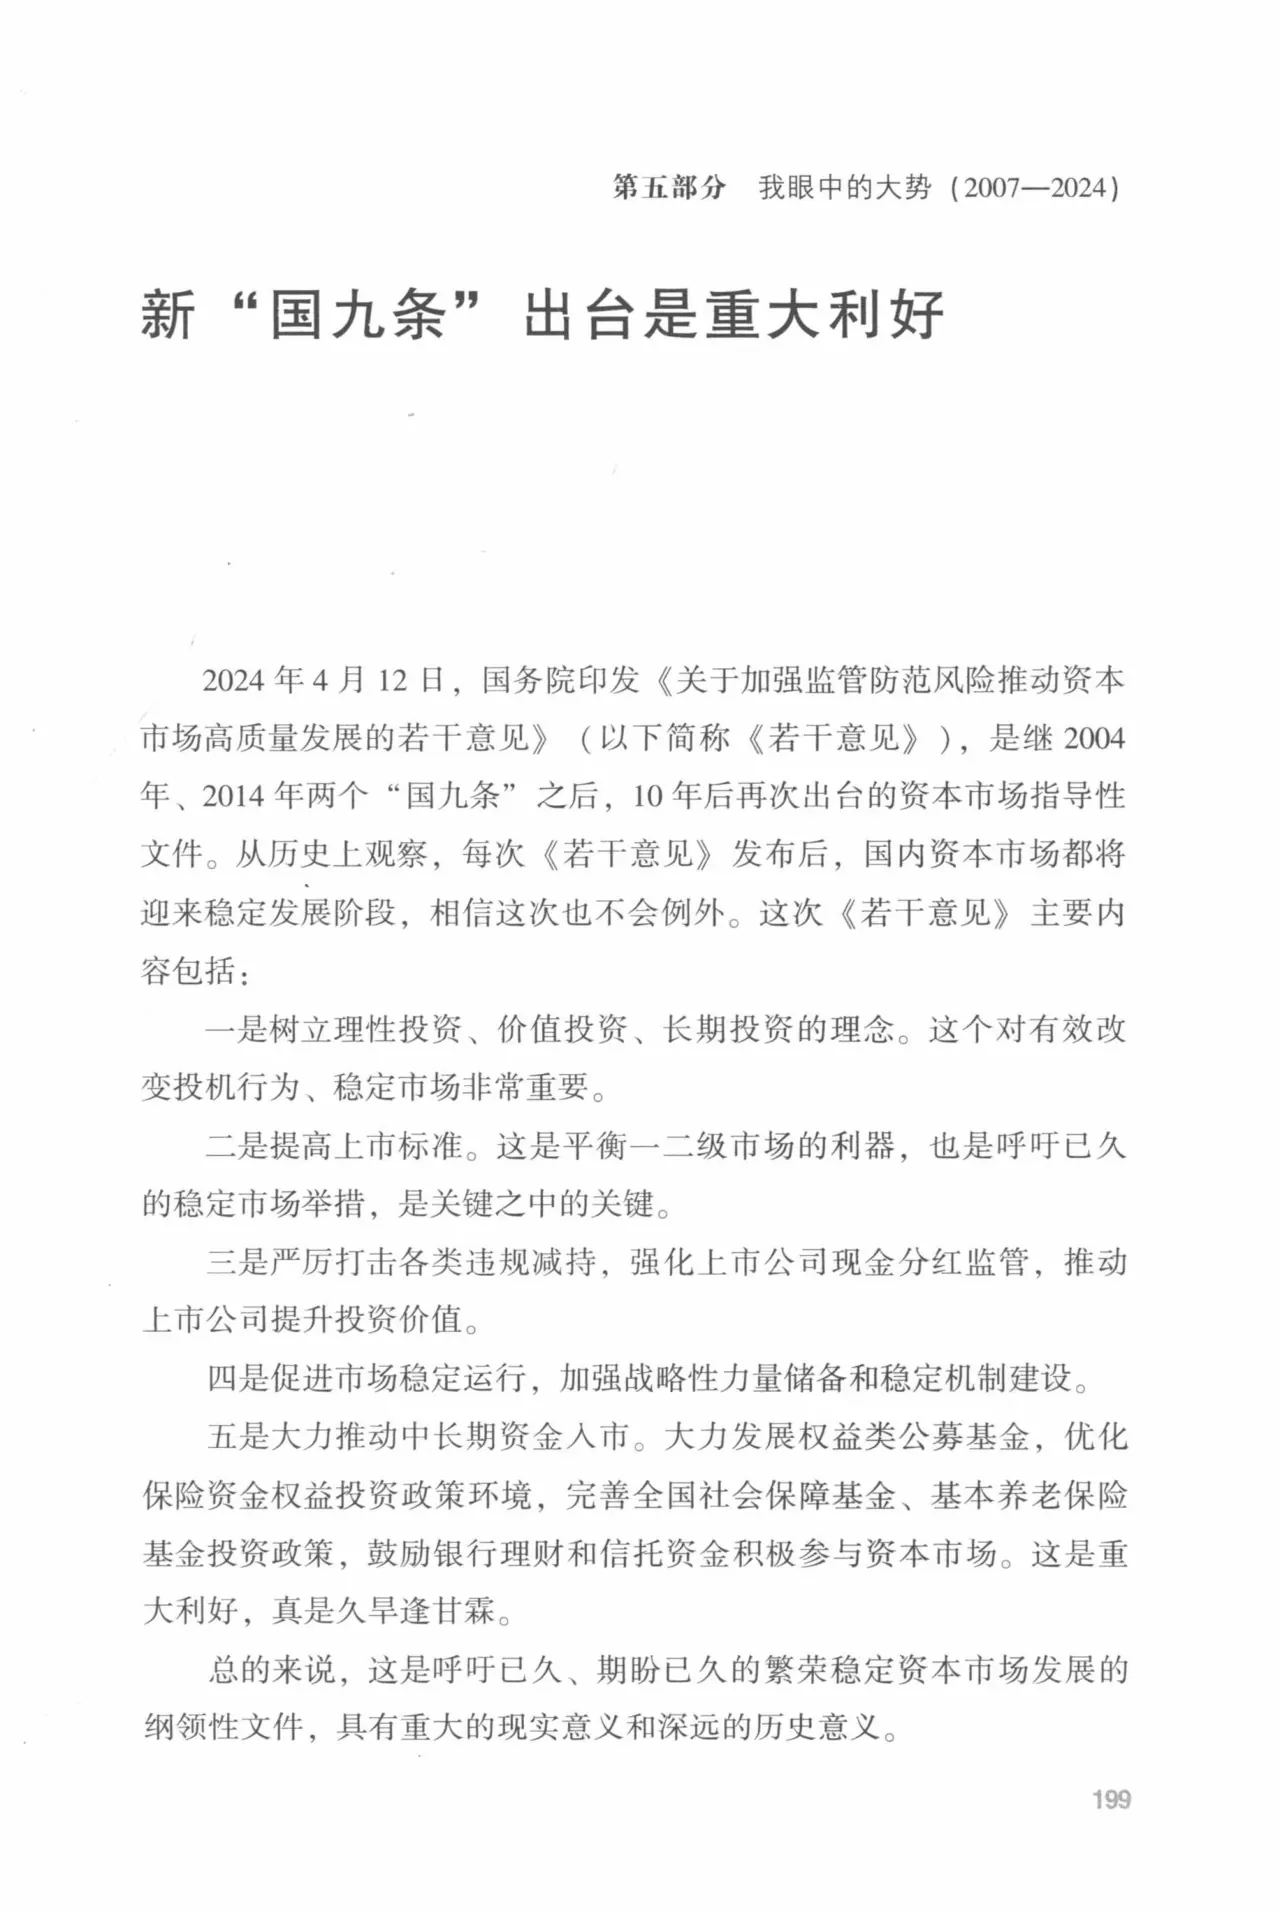 第五部分 我眼中的大势（2007—2024）
新“国九条”出台是重大利好
2024 年 4 月 12 日，国务院印发《关于加强监管防范风险推动资本
市场高质量发展的若干意见》（以下简称《若干意见》），是继 2004
年、2014 年两个“国九条”之后，10 年后再次出台的资本市场指导性
文件。从历史上观察，每次《若干意见》发布后，国内资本市场都将
迎来稳定发展阶段，相信这次也不会例外。这次《若干意见》主要内
容包括：
一是树立理性投资、价值投资、长期投资的理念。这个对有效改
变投机行为、稳定市场非常重要。
二是提高上市标准。这是平衡一二级市场的利器，也是呼吁已久
的稳定市场举措，是关键之中的关键。
三是严厉打击各类违规减持，强化上市公司现金分红监管，推动
上市公司提升投资价值。
四是促进市场稳定运行，加强战略性力量储备和稳定机制建设。
五是大力推动中长期资金入市。大力发展权益类公募基金，优化
保险资金权益投资政策环境，完善全国社会保障基金、基本养老保险
基金投资政策，鼓励银行理财和信托资金积极参与资本市场。这是重
大利好，真是久旱逢甘霖。
总的来说，这是呼吁已久、期盼已久的繁荣稳定资本市场发展的
纲领性文件，具有重大的现实意义和深远的历史意义。
199